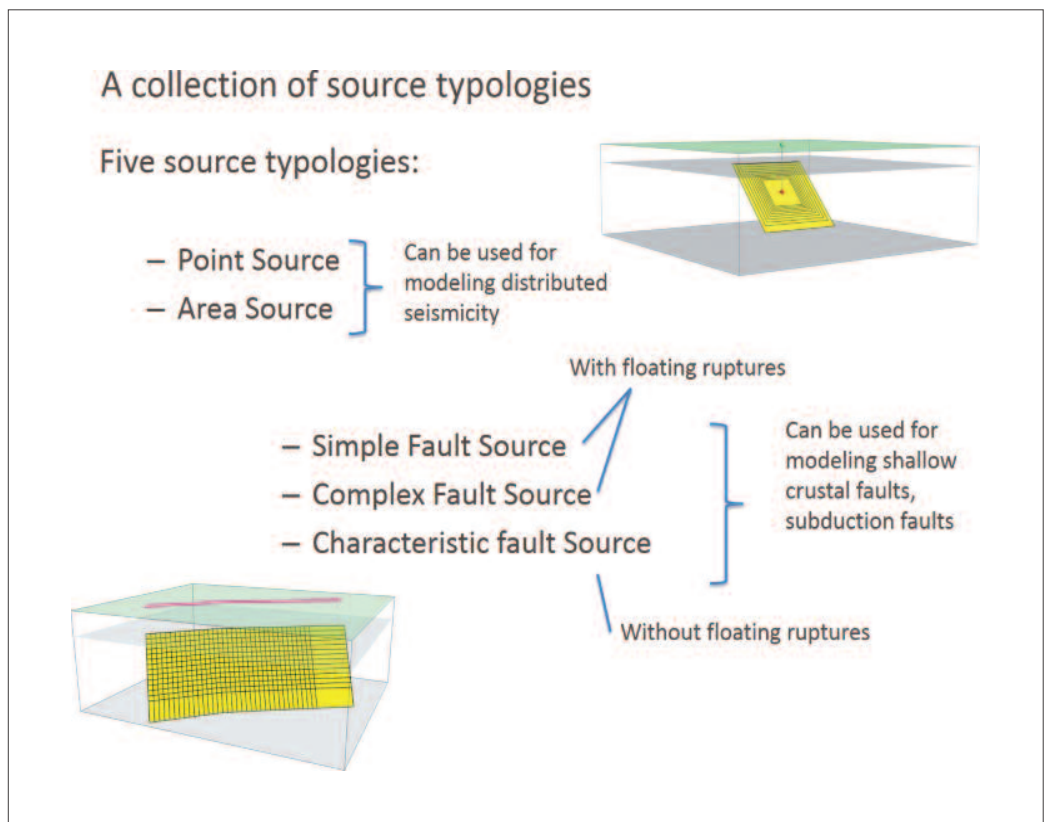 A collection of source typologies
Five source typologies:
– Point Source
– Area Source
Can be used for
modeling distributed
seismicity
With floating ruptures
– Simple Fault Source
– Complex Fault Source
– Characteristic fault Source
Can be used for
modeling shallow
crustal faults,
subduction faults
Without floating ruptures